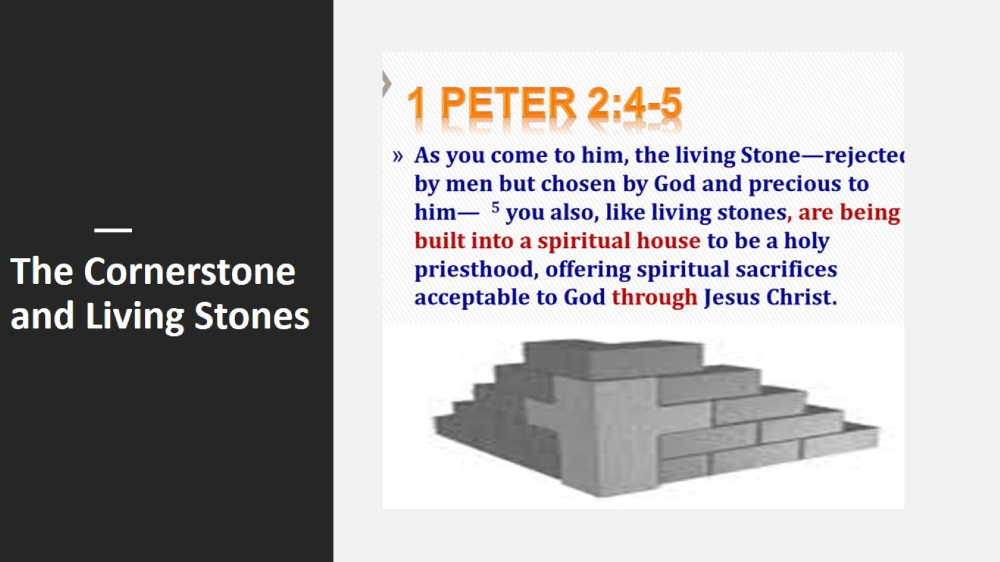 The Cornerstone
and Living Stones
1 PETER 2:4-5
» As you come to him, the living Stone—rejected
by men but chosen by God and precious to
him— 5 you also, like living stones, are being
built into a spiritual house to be a holy
priesthood, offering spiritual sacrifices
acceptable to God through Jesus Christ.